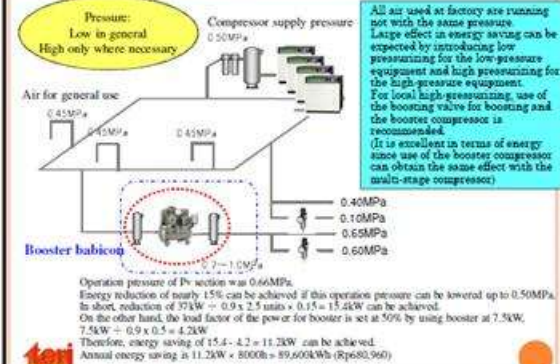 Pressure:
Low in general
High only where necessary
Compressor supply pressure
0.50MPa
All air used at factory are running
not with the same pressure.
Large effect in energy saving can be
expected by introducing low
pressurizing for the low-pressure
equipment and high pressurizing for
the high-pressure equipment.
For local high-pressurizing, use of
the boosting valve for boosting and
the booster compressor is
recommended.
(It is excellent in terms of energy
since use of the booster compressor
can obtain the same effect with the
multi-stage compressor)
Air for general use
0.45MPa
0.45MPa
0.45MPa
0.40MPa
0.10MPa
0.65MPa
0.60MPa
Booster babicon
0.7～1.0MPa
Operation pressure of Pv section was 0.66MPa.
Energy reduction of nearly 15% can be achieved if this operation pressure can be lowered up to 0.50MPa.
In short, reduction of 37kW ÷ 0.9 x 2.5 units x 0.15 = 15.4kW can be achieved.
On the other hand, the load factor of the power for booster is set at 50% by using booster at 7.5kW,
7.5kW ÷ 0.9 x 0.5 = 4.2kW
Therefore, energy saving of 15.4 - 4.2 = 11.2kW can be achieved.
Annual energy saving is 11.2kW × 8000h = 89,600kWh (Rp680,960)
teri